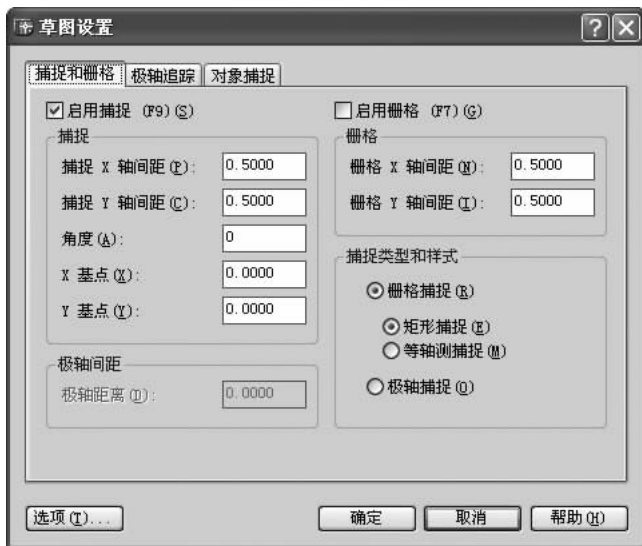 草图设置
捕捉和栅格 极轴追踪 对象捕捉
启用捕捉 (F9)(S)
捕捉
捕捉 X 轴间距(P): 0.5000
捕捉 Y 轴间距(C): 0.5000
角度(A): 0
X 基点(X): 0.0000
Y 基点(Y): 0.0000
极轴间距
极轴距离(D): 0.0000
启用栅格 (F7)(G)
栅格
栅格 X 轴间距(N): 0.5000
栅格 Y 轴间距(I): 0.5000
捕捉类型和样式
栅格捕捉(R)
矩形捕捉(E)
等轴测捕捉(M)
极轴捕捉(O)
选项(T)... 确定 取消 帮助(H)